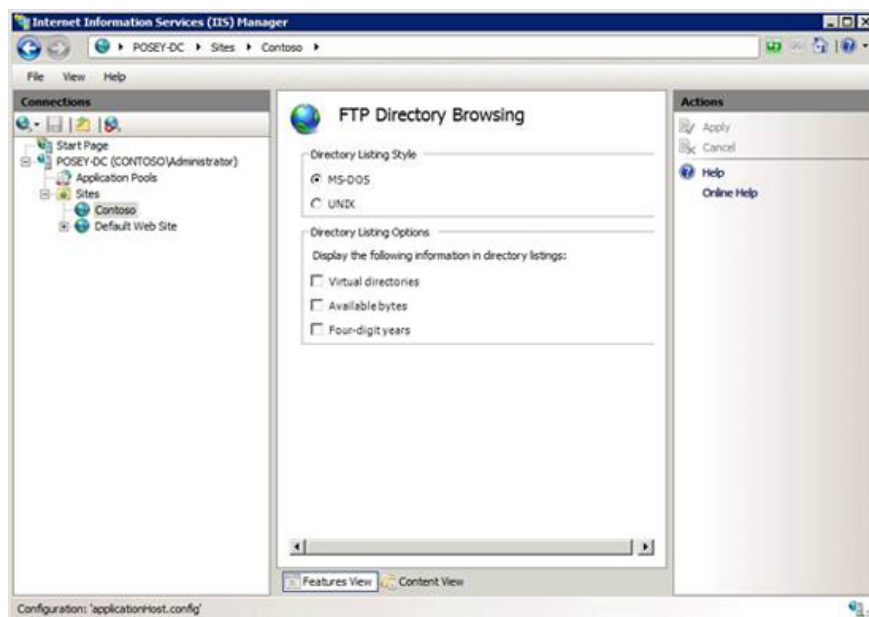 Internet Information Services (IIS) Manager
POSEY-DC Sites Contoso
File View Help
Connections
Start Page
POSEY-DC (CONTOSO\Administrator)
Application Pools
Sites
Contoso
Default Web Site
FTP Directory Browsing
Directory Listing Style
MS-DOS
UNIX
Directory Listing Options
Display the following information in directory listings:
Virtual directories
Available bytes
Four-digit years
Features View Content View
Actions
Apply
Cancel
Help
Online Help
Configuration: 'applicationHost.config'